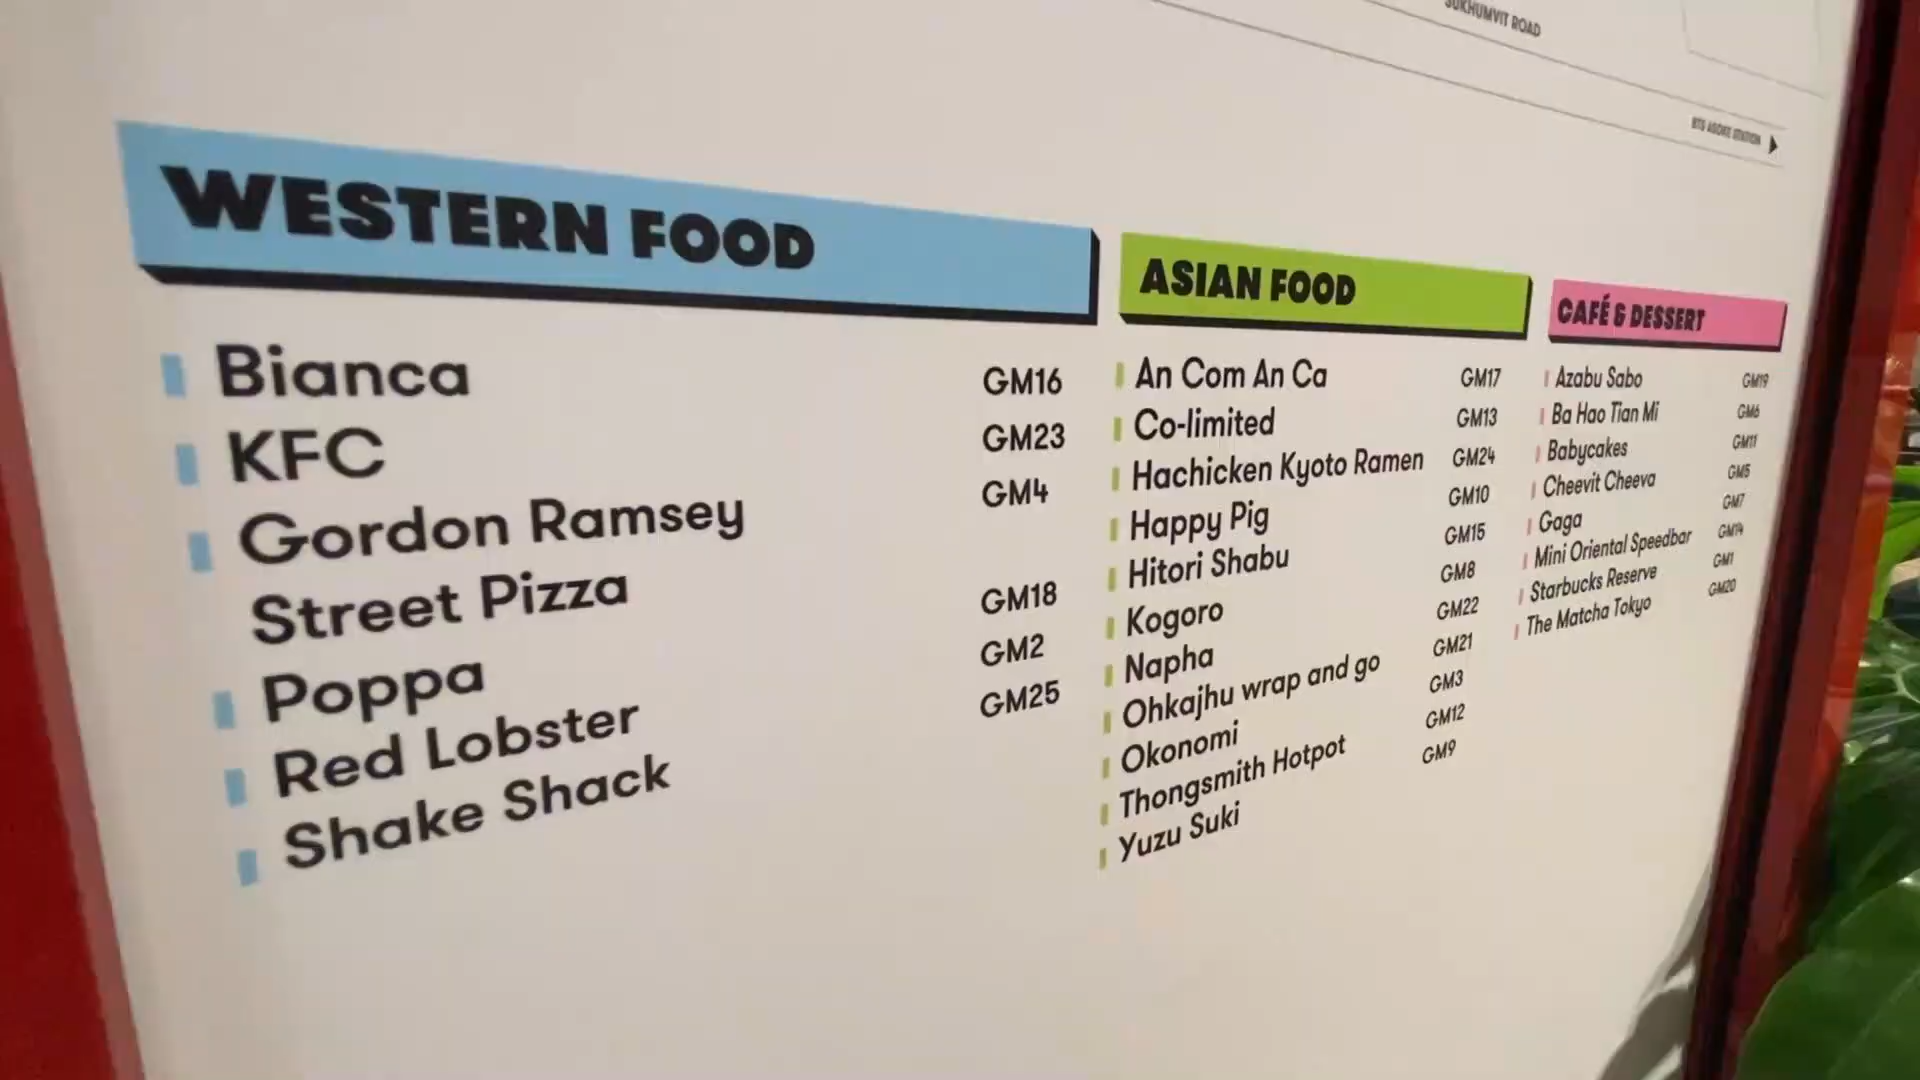 SUKHUMVIT ROAD
BTS ASOKE STATION
WESTERN FOOD
Bianca GM16
KFC GM23
Gordon Ramsey GM4
Street Pizza
Poppa GM18
Red Lobster GM2
Shake Shack GM25
ASIAN FOOD
An Com An Ca GM17
Co-limited GM13
Hachicken Kyoto Ramen GM24
Happy Pig GM10
Hitori Shabu GM15
Kogoro GM8
Napha GM22
Ohkajhu wrap and go GM21
Okonomi GM3
Thongsmith Hotpot GM12
Yuzu Suki GM9
CAFÉ & DESSERT
Azabu Sabo GM19
Ba Hao Tian Mi GM6
Babycakes GM11
Cheevit Cheeva GM5
Gaga GM7
Mini Oriental Speedbar GM14
Starbucks Reserve GM1
The Matcha Tokyo GM20